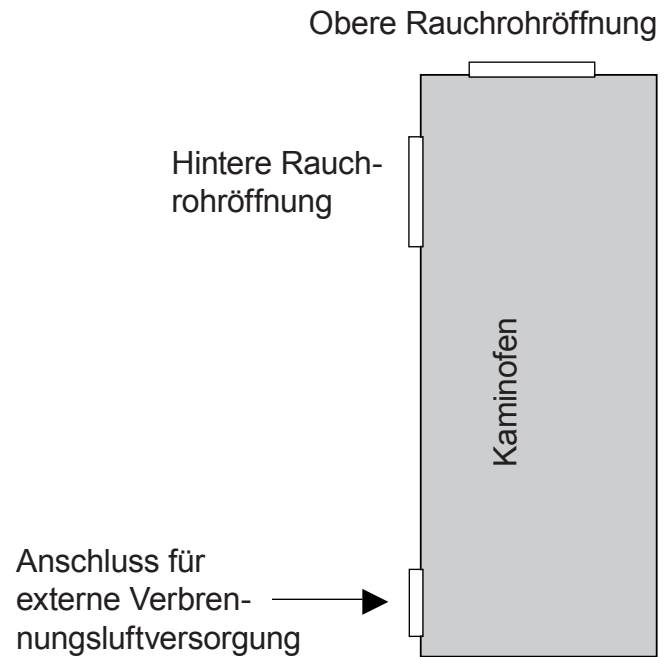 Obere Rauchrohröffnung
Hintere Rauch-
rohröffnung
Kaminofen
Anschluss für
externe Verbren-
nungsluftversorgung